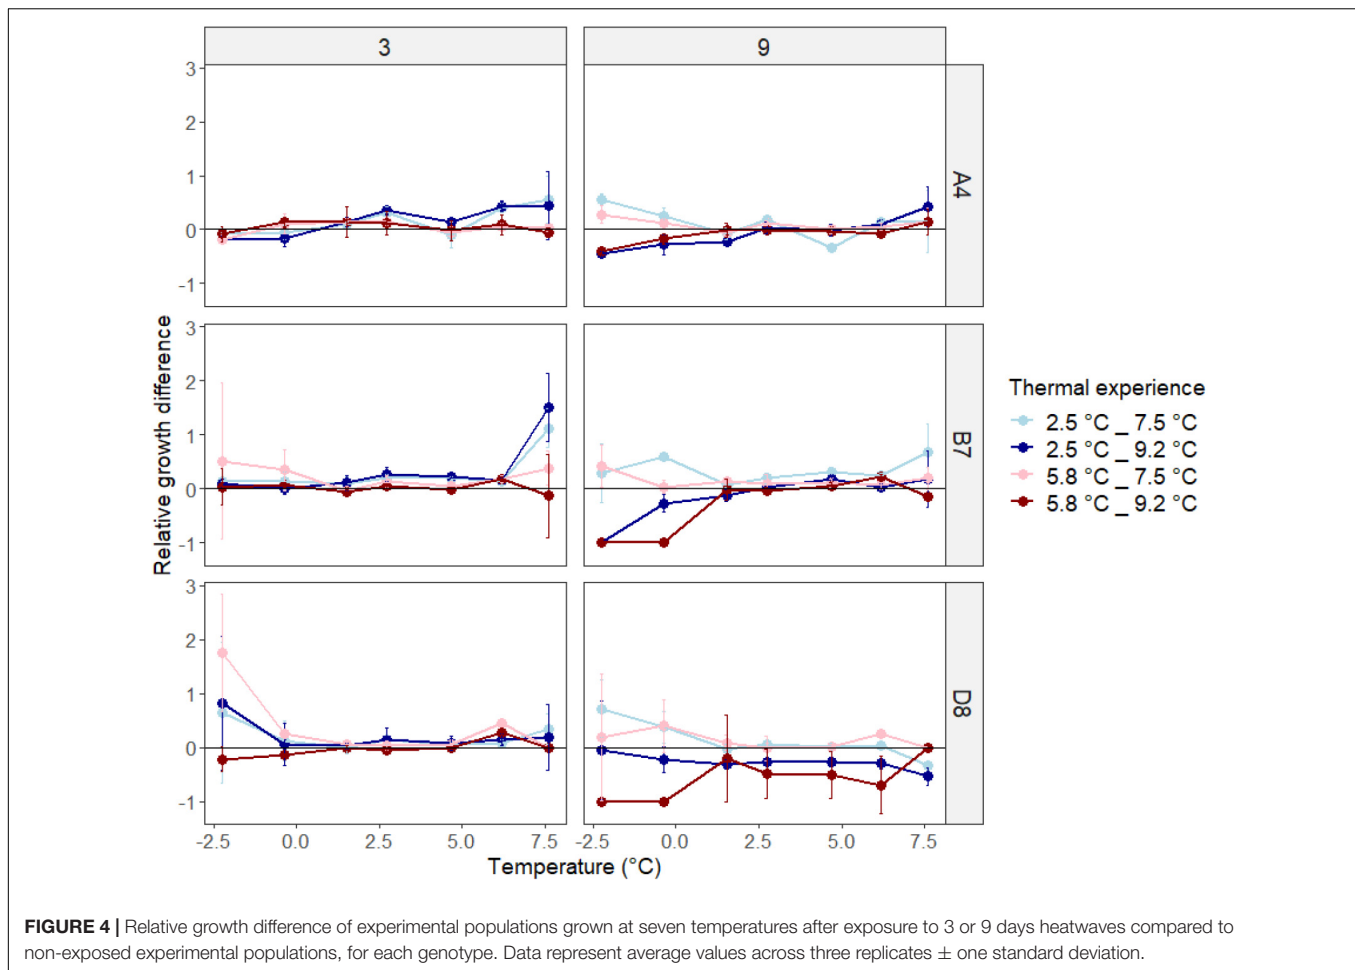 3
9
3
2
1
0
-1
A4
3
2
1
0
-1
B7
3
2
1
0
-1
D8
Relative growth difference
-2.5 0.0 2.5 5.0 7.5
-2.5 0.0 2.5 5.0 7.5
Temperature (°C)
Thermal experience
2.5 °C _ 7.5 °C
2.5 °C _ 9.2 °C
5.8 °C _ 7.5 °C
5.8 °C _ 9.2 °C
FIGURE 4 | Relative growth difference of experimental populations grown at seven temperatures after exposure to 3 or 9 days heatwaves compared to
non-exposed experimental populations, for each genotype. Data represent average values across three replicates ± one standard deviation.